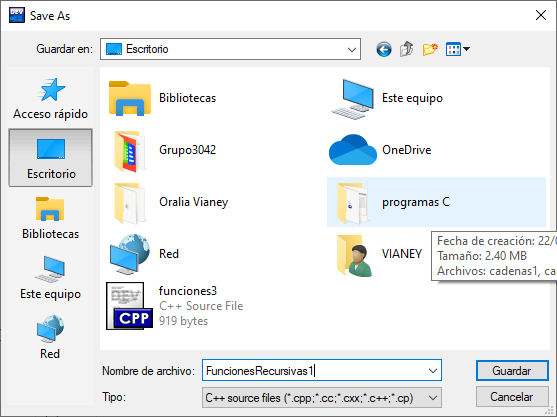 Save As
Guardar en:
Escritorio
Acceso rápido
Escritorio
Bibliotecas
Este equipo
Red
Bibliotecas
Este equipo
Grupo3042
OneDrive
Oralia Vianey
programas C
Red
VIANEY
Fecha de creación: 22/0
Tamaño: 2.40 MB
Archivos: cadenas1, ca
DEV
CPP
funciones3
C++ Source File
919 bytes
Nombre de archivo:
FuncionesRecursivas1
Guardar
Tipo:
C++ source files (*.cpp;*.cc;*.cxx;*.c++;*.cp)
Cancelar